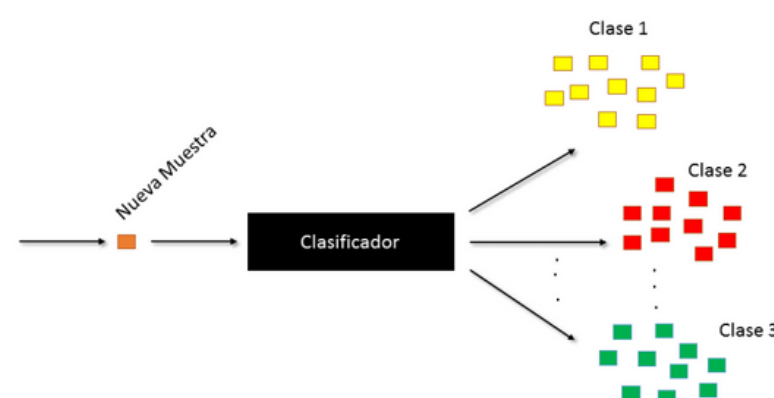 Clase 1
Nueva Muestra
Clase 2
Clasificador
Clase 3